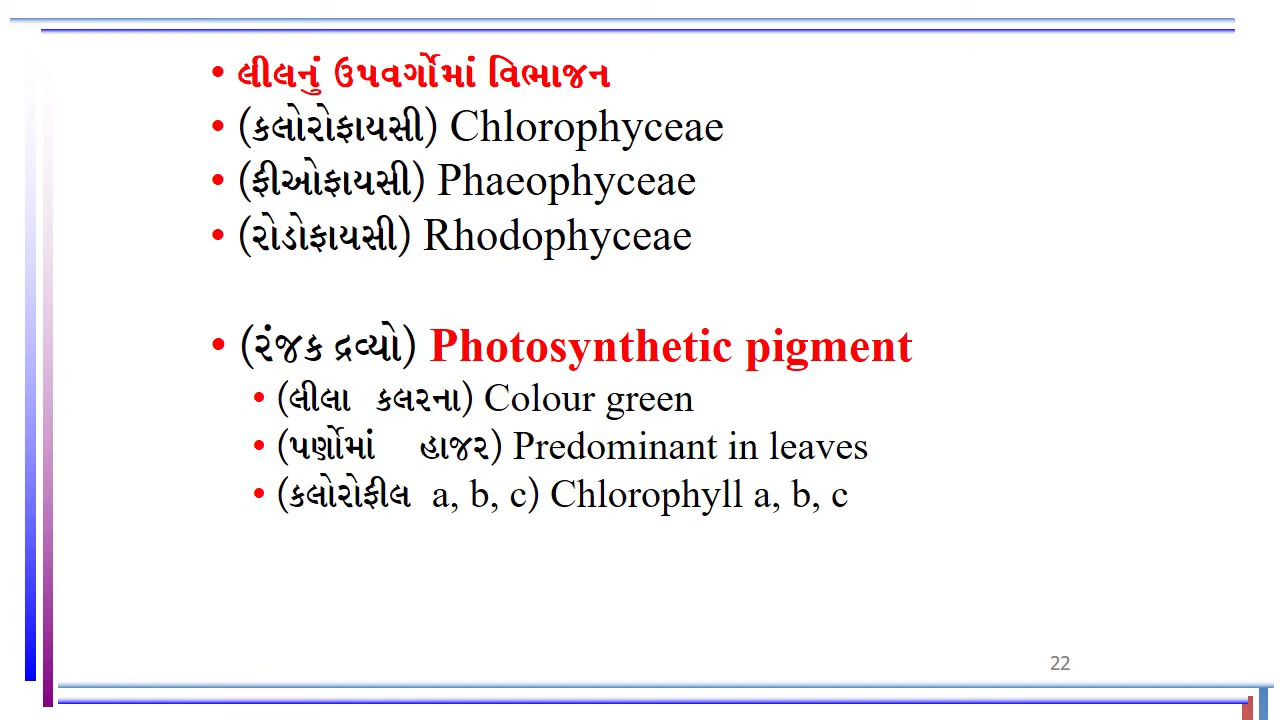 • લીલનું ઉપવર્ગોમાં વિભાજન
• (કલોરોફાયસી) Chlorophyceae
• (ફીઓફાયસી) Phaeophyceae
• (રોડોફાયસી) Rhodophyceae
• (રંજક દ્રવ્યો) Photosynthetic pigment
• (લીલા કલરના) Colour green
• (પર્ણોમાં હાજર) Predominant in leaves
• (કલોરોફીલ a, b, c) Chlorophyll a, b, c
22